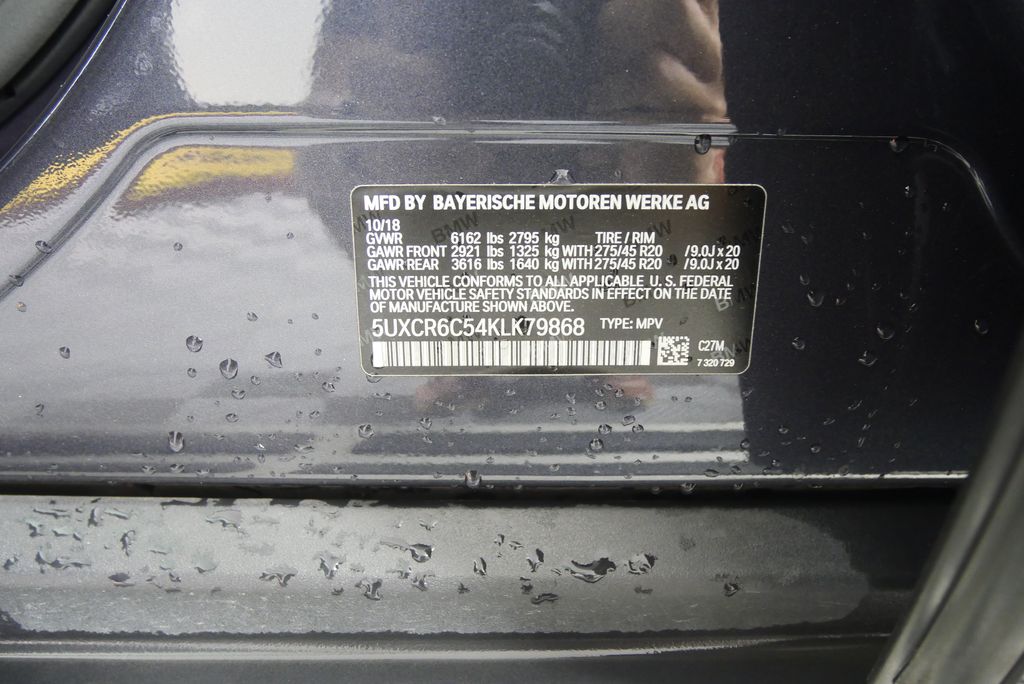 MFD BY BAYERISCHE MOTOREN WERKE AG
10/18
GVWR 6162 lbs 2795 kg TIRE / RIM
GAWR FRONT 2921 lbs 1325 kg WITH 275/45 R20 /9.0J x 20
GAWR REAR 3616 lbs 1640 kg WITH 275/45 R20 /9.0J x 20
THIS VEHICLE CONFORMS TO ALL APPLICABLE U. S. FEDERAL
MOTOR VEHICLE SAFETY STANDARDS IN EFFECT ON THE DATE
OF MANUFACTURE SHOWN ABOVE.
5UXCR6C54KLK79868 TYPE: MPV
C27M
7 320 729